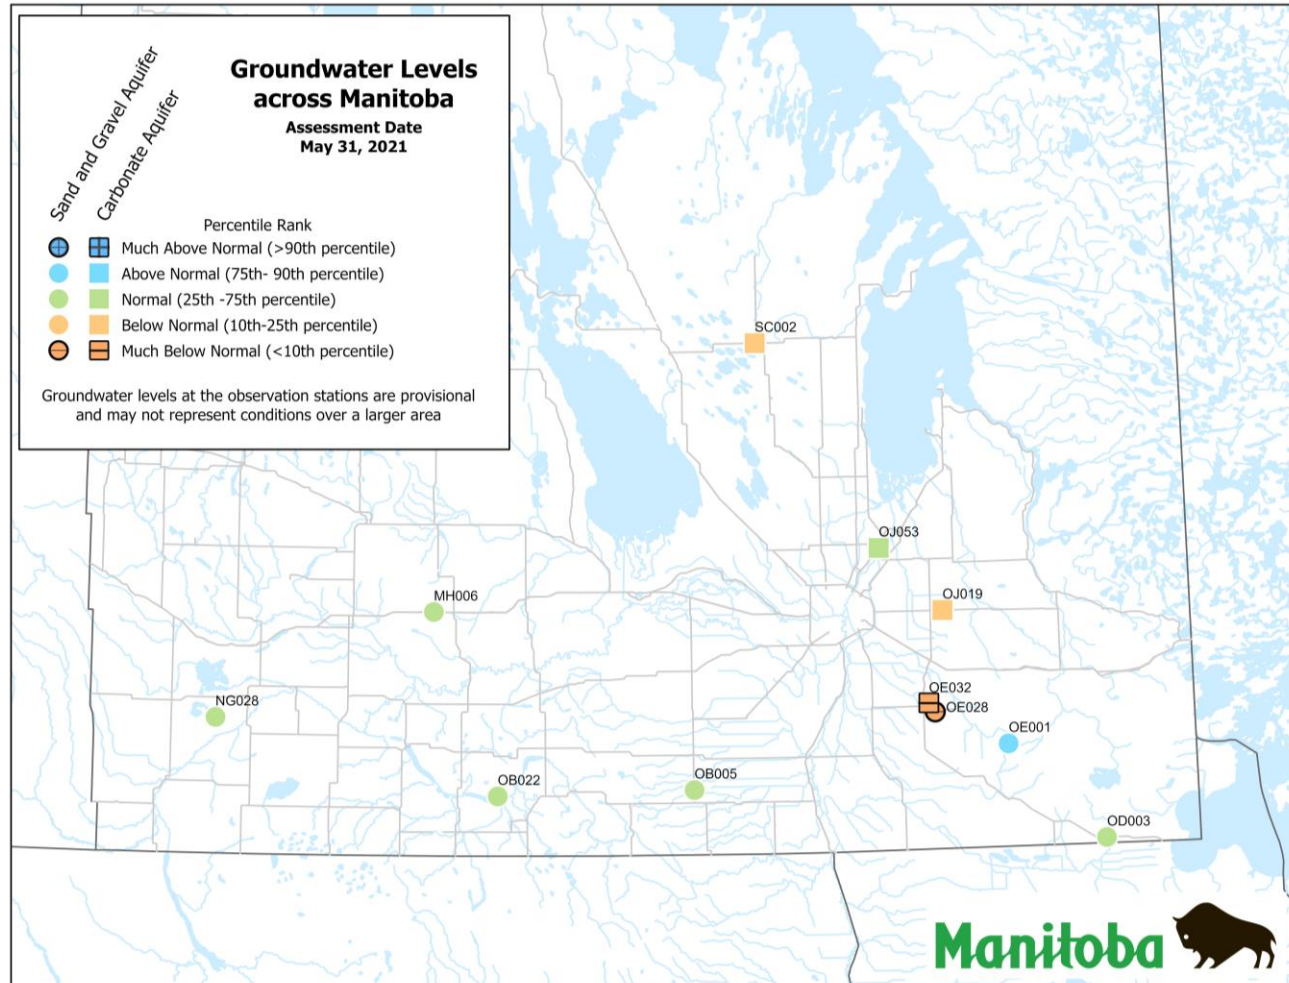 Groundwater Levels
across Manitoba
Assessment Date
May 31, 2021
Sand and Gravel Aquifer
Carbonate Aquifer
Percentile Rank
Much Above Normal (>90th percentile)
Above Normal (75th- 90th percentile)
Normal (25th -75th percentile)
Below Normal (10th-25th percentile)
Much Below Normal (<10th percentile)
Groundwater levels at the observation stations are provisional
and may not represent conditions over a larger area
SC002
OJ053
MH006
OJ019
OE032
NG028
OE028
OE001
OB022
OB005
OD003
Manitoba